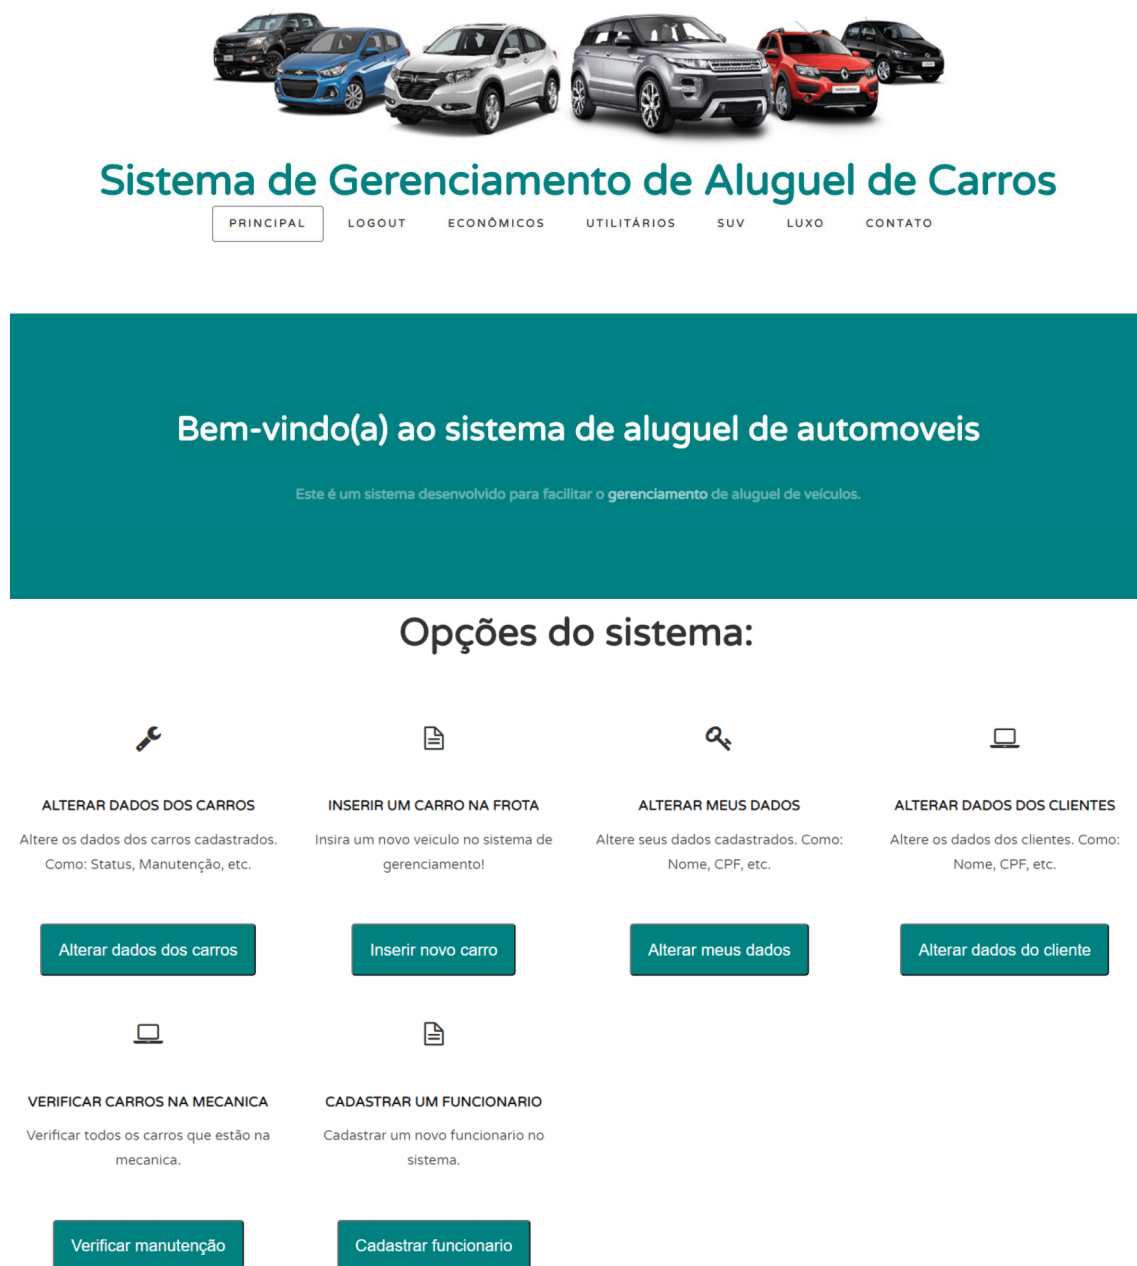 Sistema de Gerenciamento de Aluguel de Carros
PRINCIPAL LOGOUT ECONÔMICOS UTILITÁRIOS SUV LUXO CONTATO
Bem-vindo(a) ao sistema de aluguel de automoveis
Este é um sistema desenvolvido para facilitar o gerenciamento de aluguel de veículos.
Opções do sistema:
ALTERAR DADOS DOS CARROS
Altere os dados dos carros cadastrados.
Como: Status, Manutenção, etc.
Alterar dados dos carros
INSERIR UM CARRO NA FROTA
Insira um novo veiculo no sistema de
gerenciamento!
Inserir novo carro
ALTERAR MEUS DADOS
Altere seus dados cadastrados. Como:
Nome, CPF, etc.
Alterar meus dados
ALTERAR DADOS DOS CLIENTES
Altere os dados dos clientes. Como:
Nome, CPF, etc.
Alterar dados do cliente
VERIFICAR CARROS NA MECANICA
Verificar todos os carros que estão na
mecanica.
Verificar manutenção
CADASTRAR UM FUNCIONARIO
Cadastrar um novo funcionario no
sistema.
Cadastrar funcionario